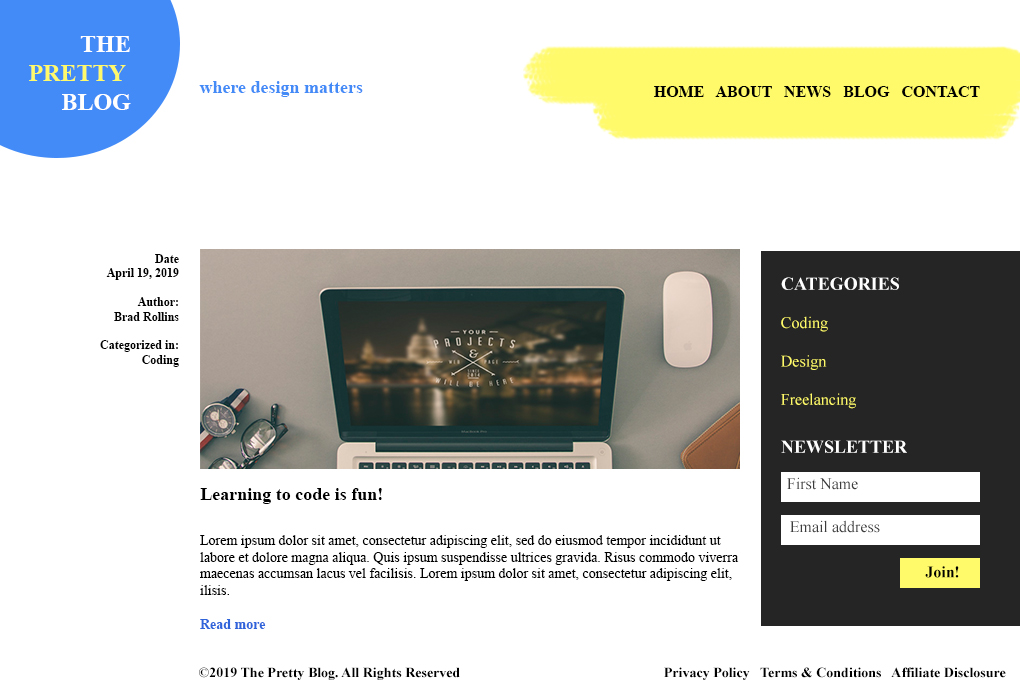 THE
PRETTY
BLOG
where design matters
HOME ABOUT NEWS BLOG CONTACT
Date
April 19, 2019
Author:
Brad Rollins
Categorized in:
Coding
YOUR
PROJECTS
&
WEB PAGE
SINCE
WILL BE HERE
Learning to code is fun!
Lorem ipsum dolor sit amet, consectetur adipiscing elit, sed do eiusmod tempor incididunt ut
labore et dolore magna aliqua. Quis ipsum suspendisse ultrices gravida. Risus commodo viverra
maecenas accumsan lacus vel facilisis. Lorem ipsum dolor sit amet, consectetur adipiscing elit,
ilisis.
Read more
CATEGORIES
Coding
Design
Freelancing
NEWSLETTER
First Name
Email address
Join!
©2019 The Pretty Blog. All Rights Reserved
Privacy Policy Terms & Conditions Affiliate Disclosure